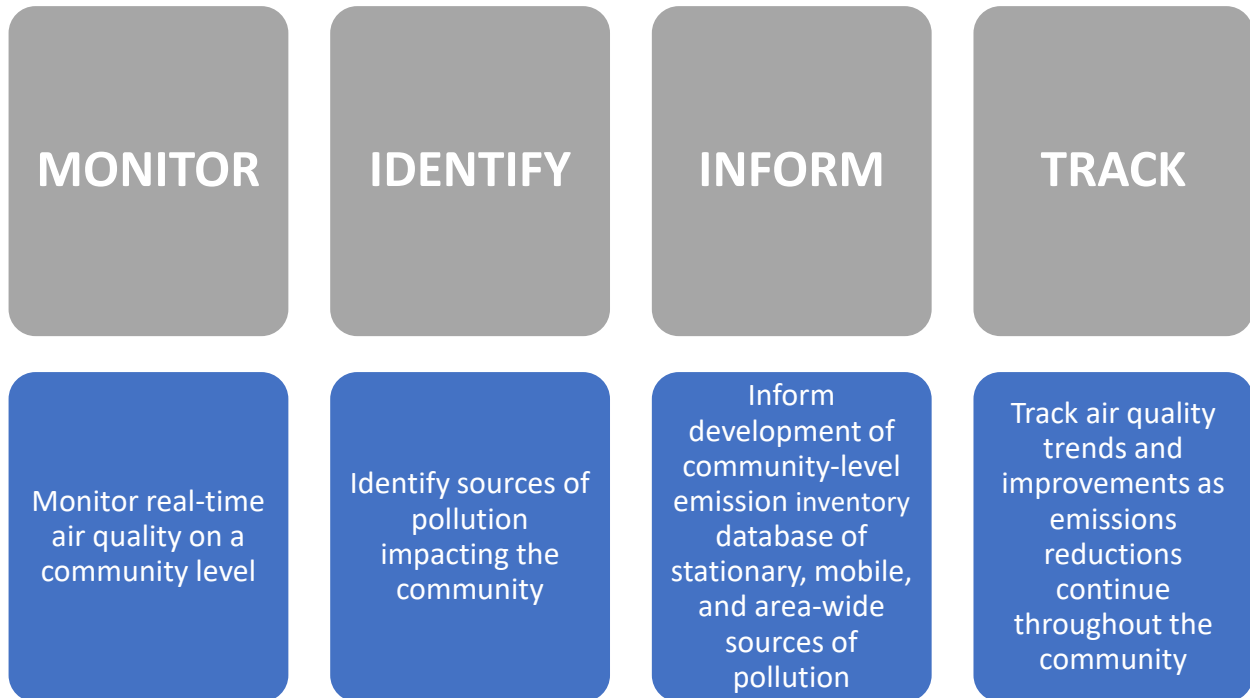 MONITOR
IDENTIFY
INFORM
TRACK
Monitor real-time
air quality on a
community level
Identify sources of
pollution
impacting the
community
Inform
development of
community-level
emission inventory
database of
stationary, mobile,
and area-wide
sources of
pollution
Track air quality
trends and
improvements as
emissions
reductions
continue
throughout the
community